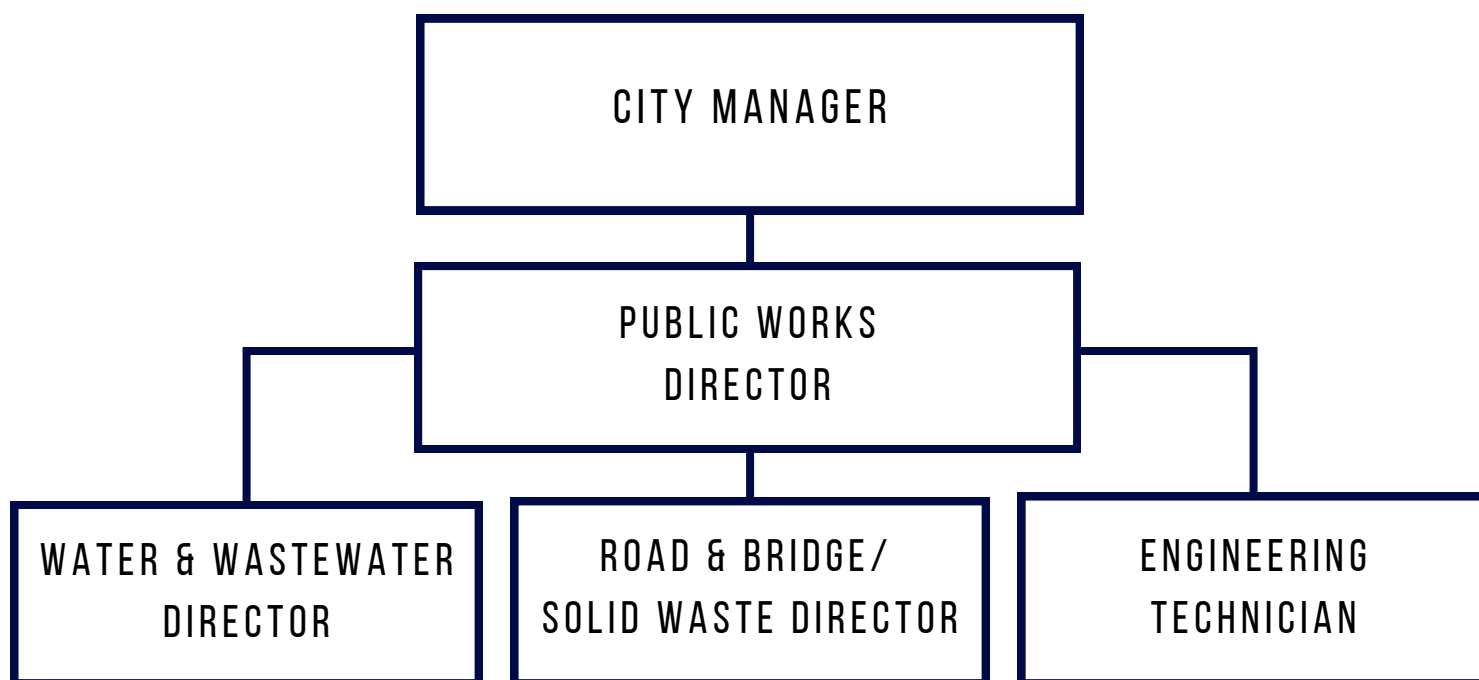 CITY MANAGER
PUBLIC WORKS
DIRECTOR
WATER & WASTEWATER
DIRECTOR
ROAD & BRIDGE/
SOLID WASTE DIRECTOR
ENGINEERING
TECHNICIAN